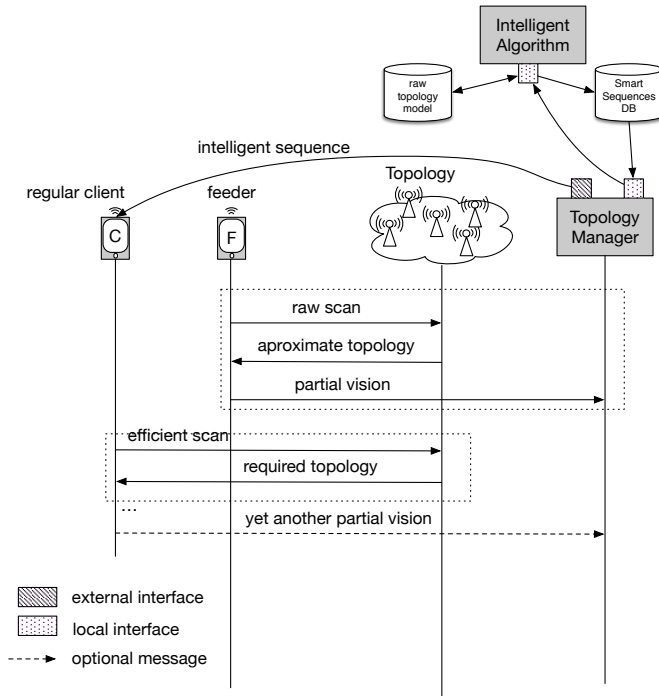 Intelligent
Algorithm
raw
topology
model
Smart
Sequences
DB
intelligent sequence
regular client
feeder
Topology
C
F
Topology
Manager
raw scan
aproximate topology
partial vision
efficient scan
required topology
...
yet another partial vision
external interface
local interface
optional message